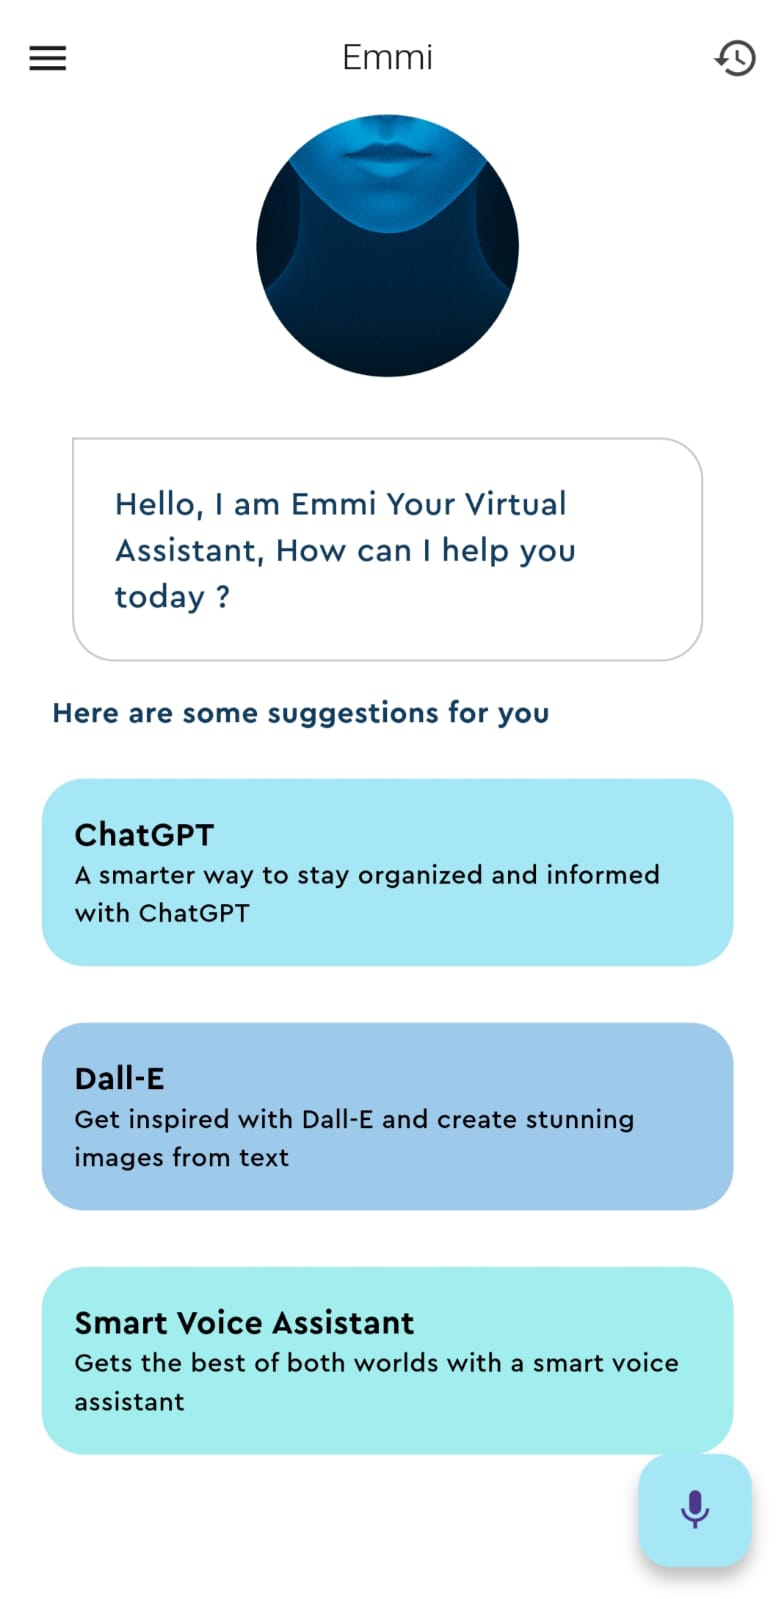 Emmi
Hello, I am Emmi Your Virtual
Assistant, How can I help you
today ?
Here are some suggestions for you
ChatGPT
A smarter way to stay organized and informed
with ChatGPT
Dall-E
Get inspired with Dall-E and create stunning
images from text
Smart Voice Assistant
Gets the best of both worlds with a smart voice
assistant